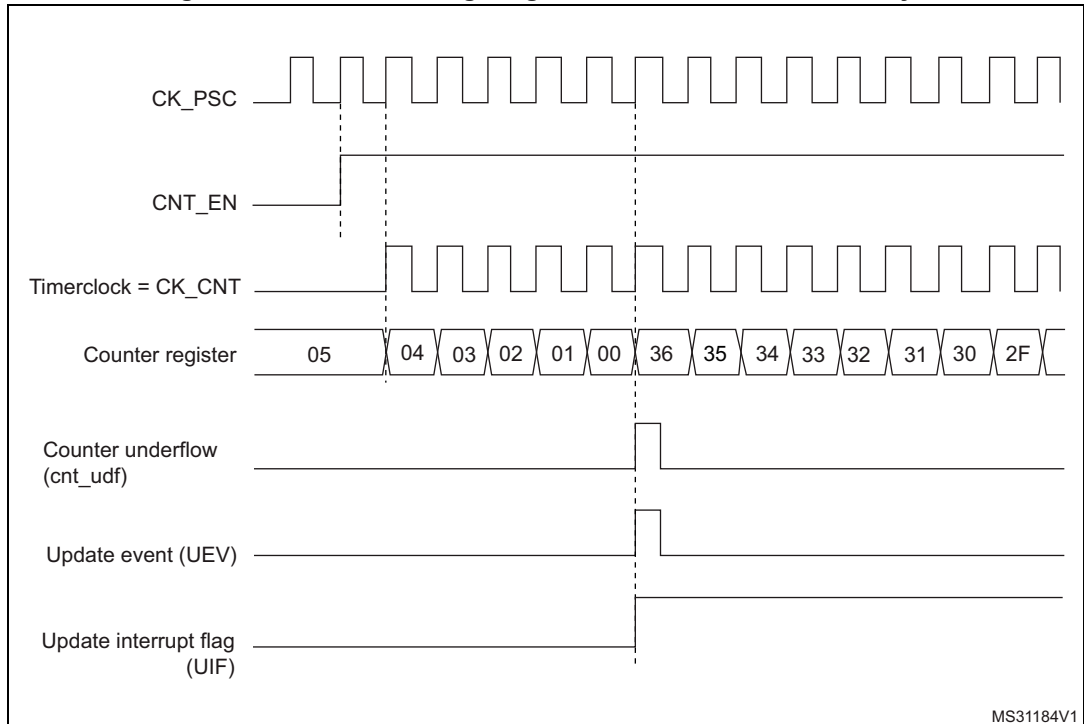 CK_PSC
CNT_EN
Timerclock = CK_CNT
Counter register 05 04 03 02 01 00 36 35 34 33 32 31 30 2F
Counter underflow
(cnt_udf)
Update event (UEV)
Update interrupt flag
(UIF)
MS31184V1